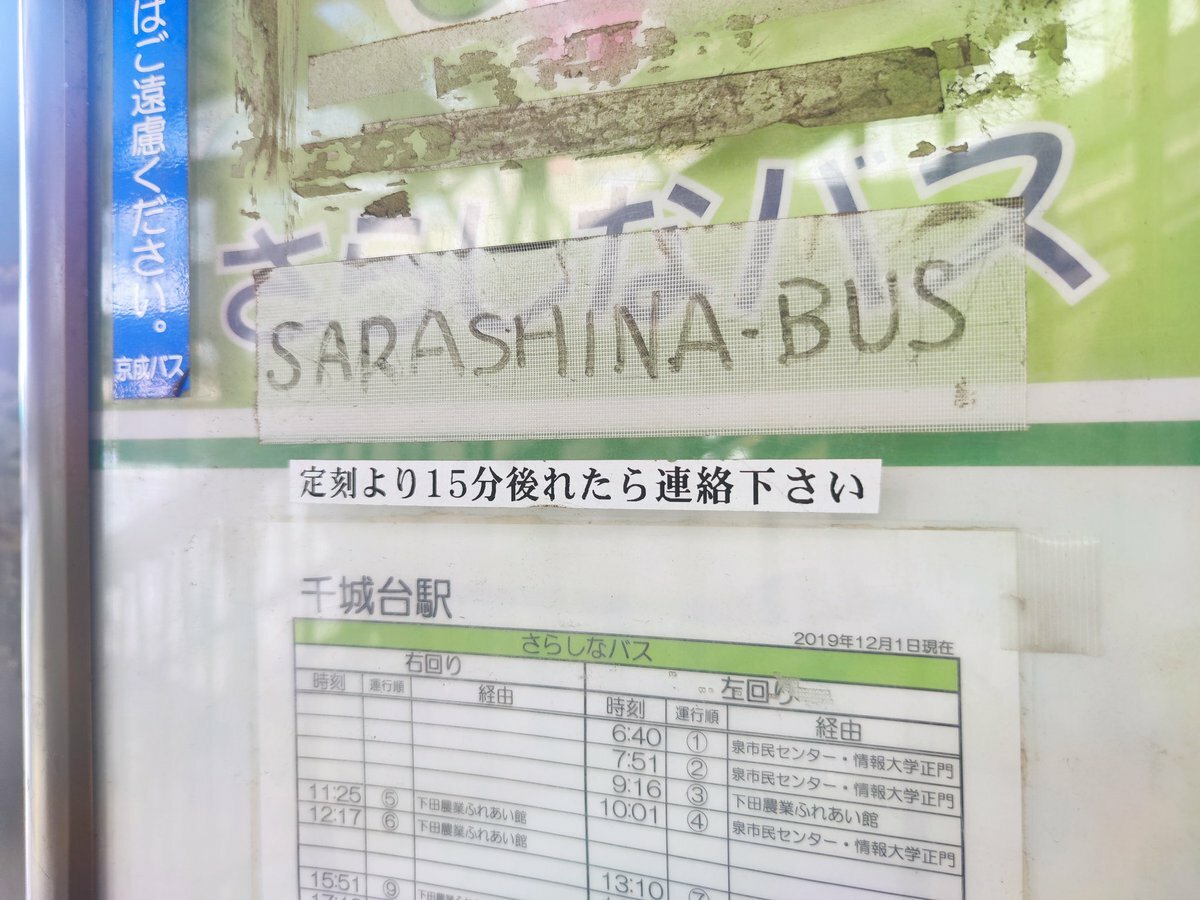 はご遠慮ください。
京成バス
さらしなバス
SARASHINA-BUS
定刻より15分後れたら連絡下さい
千城台駅
2019年12月1日現在
さらしなバス
右回り 左回り
時刻 運行順 経由 時刻 運行順 経由
6:40 ① 泉市民センター・情報大学正門
7:51 ② 泉市民センター・情報大学正門
9:16 ③ 下田農業ふれあい館
11:25 ⑤ 下田農業ふれあい館 10:01 ④ 泉市民センター・情報大学正門
12:17 ⑥ 下田農業ふれあい館
15:51 ⑨ 13:10 ⑦